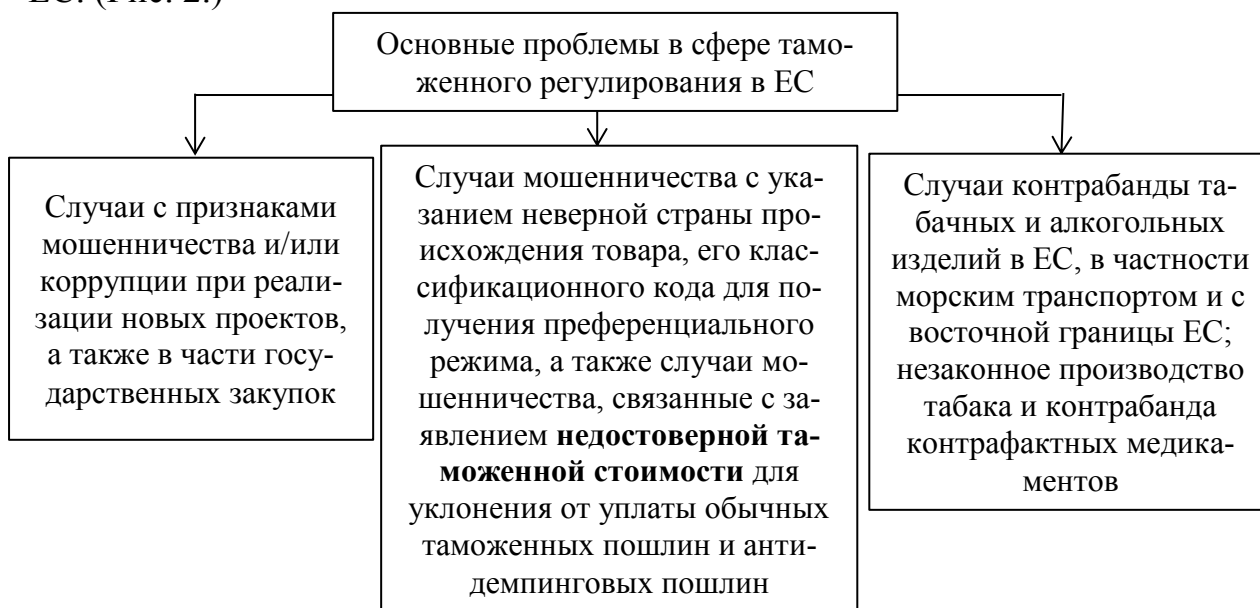 ЕС. (Рис. 2.)
Основные проблемы в сфере тамо-
женного регулирования в ЕС
Случаи с признаками
мошенничества и/или
коррупции при реали-
зации новых проектов,
а также в части госу-
дарственных закупок
Случаи мошенничества с ука-
занием неверной страны про-
исхождения товара, его клас-
сификационного кода для по-
лучения преференциального
режима, а также случаи мо-
шенничества, связанные с за-
явлением недостоверной та-
моженной стоимости для
уклонения от уплаты обычных
таможенных пошлин и анти-
демпинговых пошлин
Случаи контрабанды та-
бачных и алкогольных
изделий в ЕС, в частности
морским транспортом и с
восточной границы ЕС;
незаконное производство
табака и контрабанда
контрафактных медика-
ментов